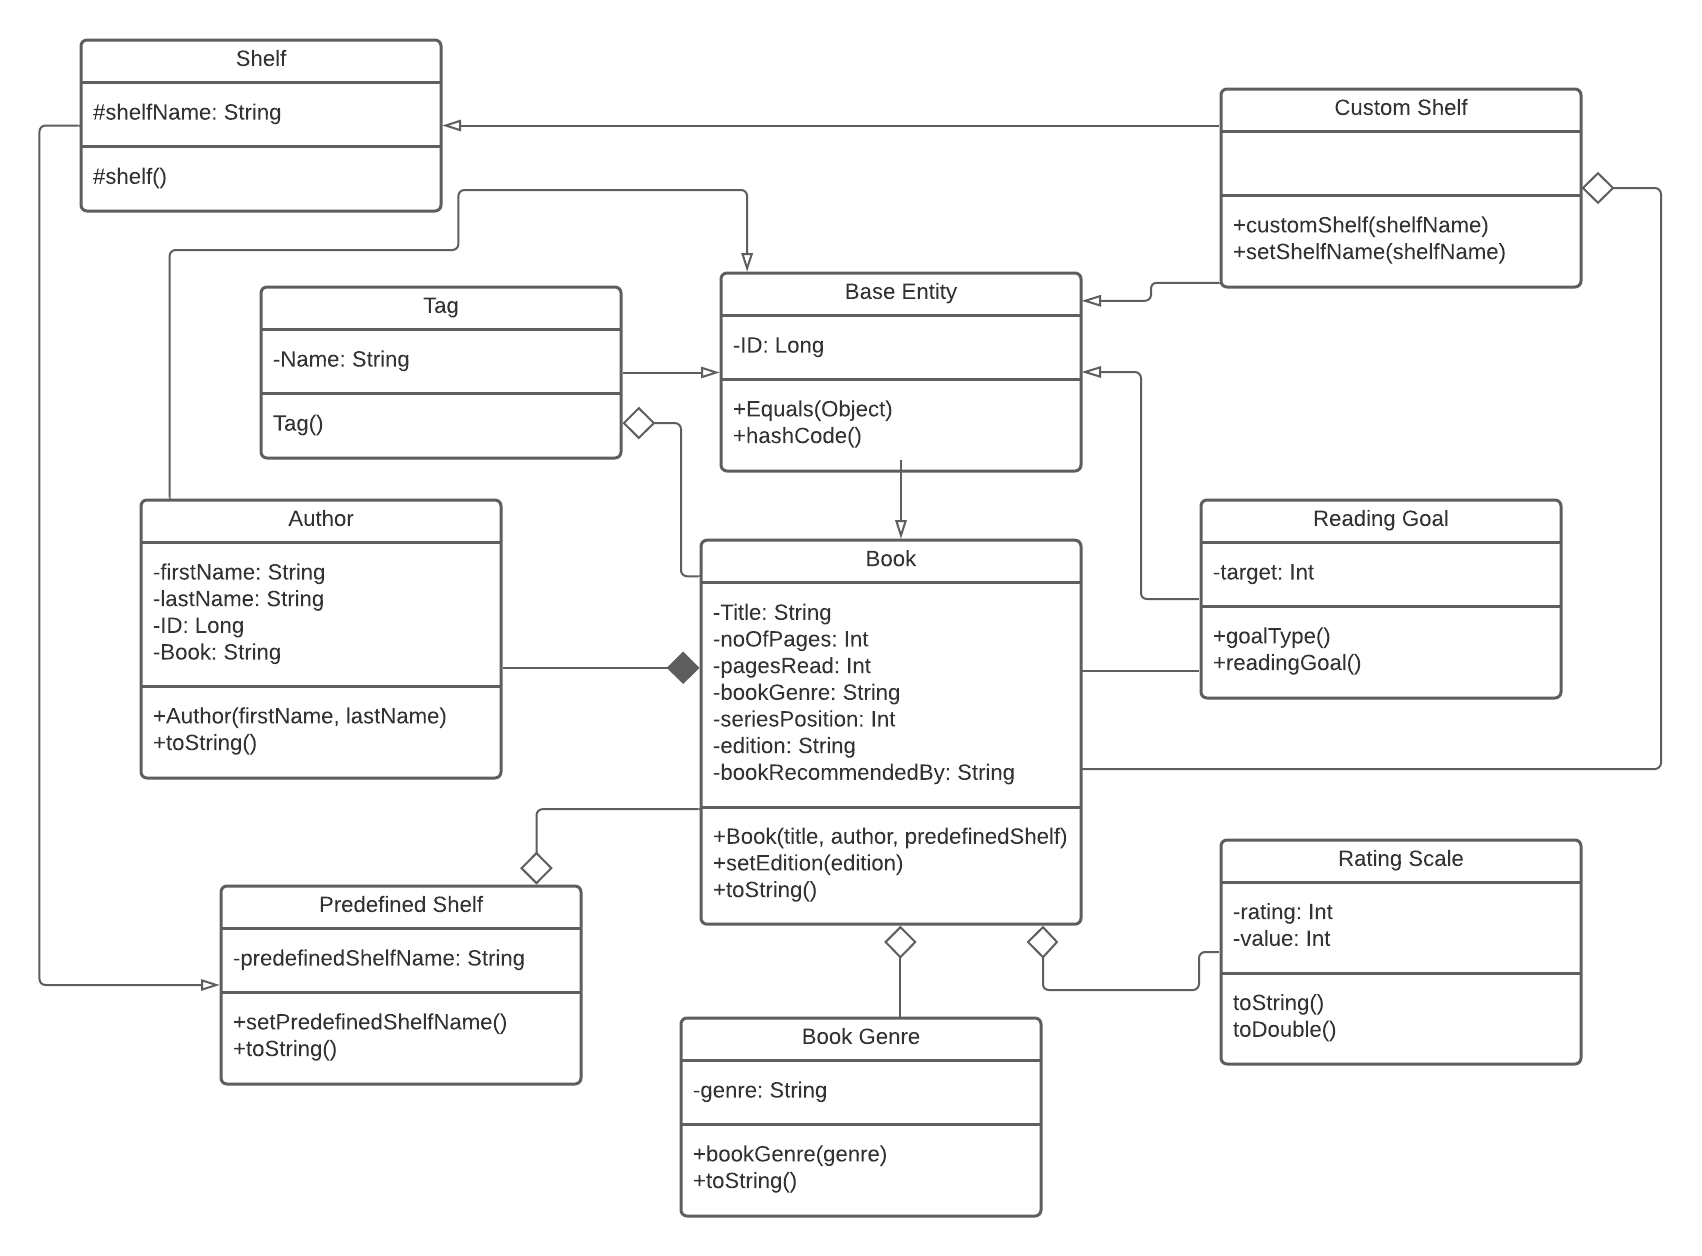 Shelf
#shelfName: String
#shelf()
Custom Shelf
+customShelf(shelfName)
+setShelfName(shelfName)
Tag
-Name: String
Tag()
Base Entity
-ID: Long
+Equals(Object)
+hashCode()
Author
-firstName: String
-lastName: String
-ID: Long
-Book: String
+Author(firstName, lastName)
+toString()
Book
-Title: String
-noOfPages: Int
-pagesRead: Int
-bookGenre: String
-seriesPosition: Int
-edition: String
-bookRecommendedBy: String
+Book(title, author, predefinedShelf)
+setEdition(edition)
+toString()
Reading Goal
-target: Int
+goalType()
+readingGoal()
Predefined Shelf
-predefinedShelfName: String
+setPredefinedShelfName()
+toString()
Book Genre
-genre: String
+bookGenre(genre)
+toString()
Rating Scale
-rating: Int
-value: Int
toString()
toDouble()